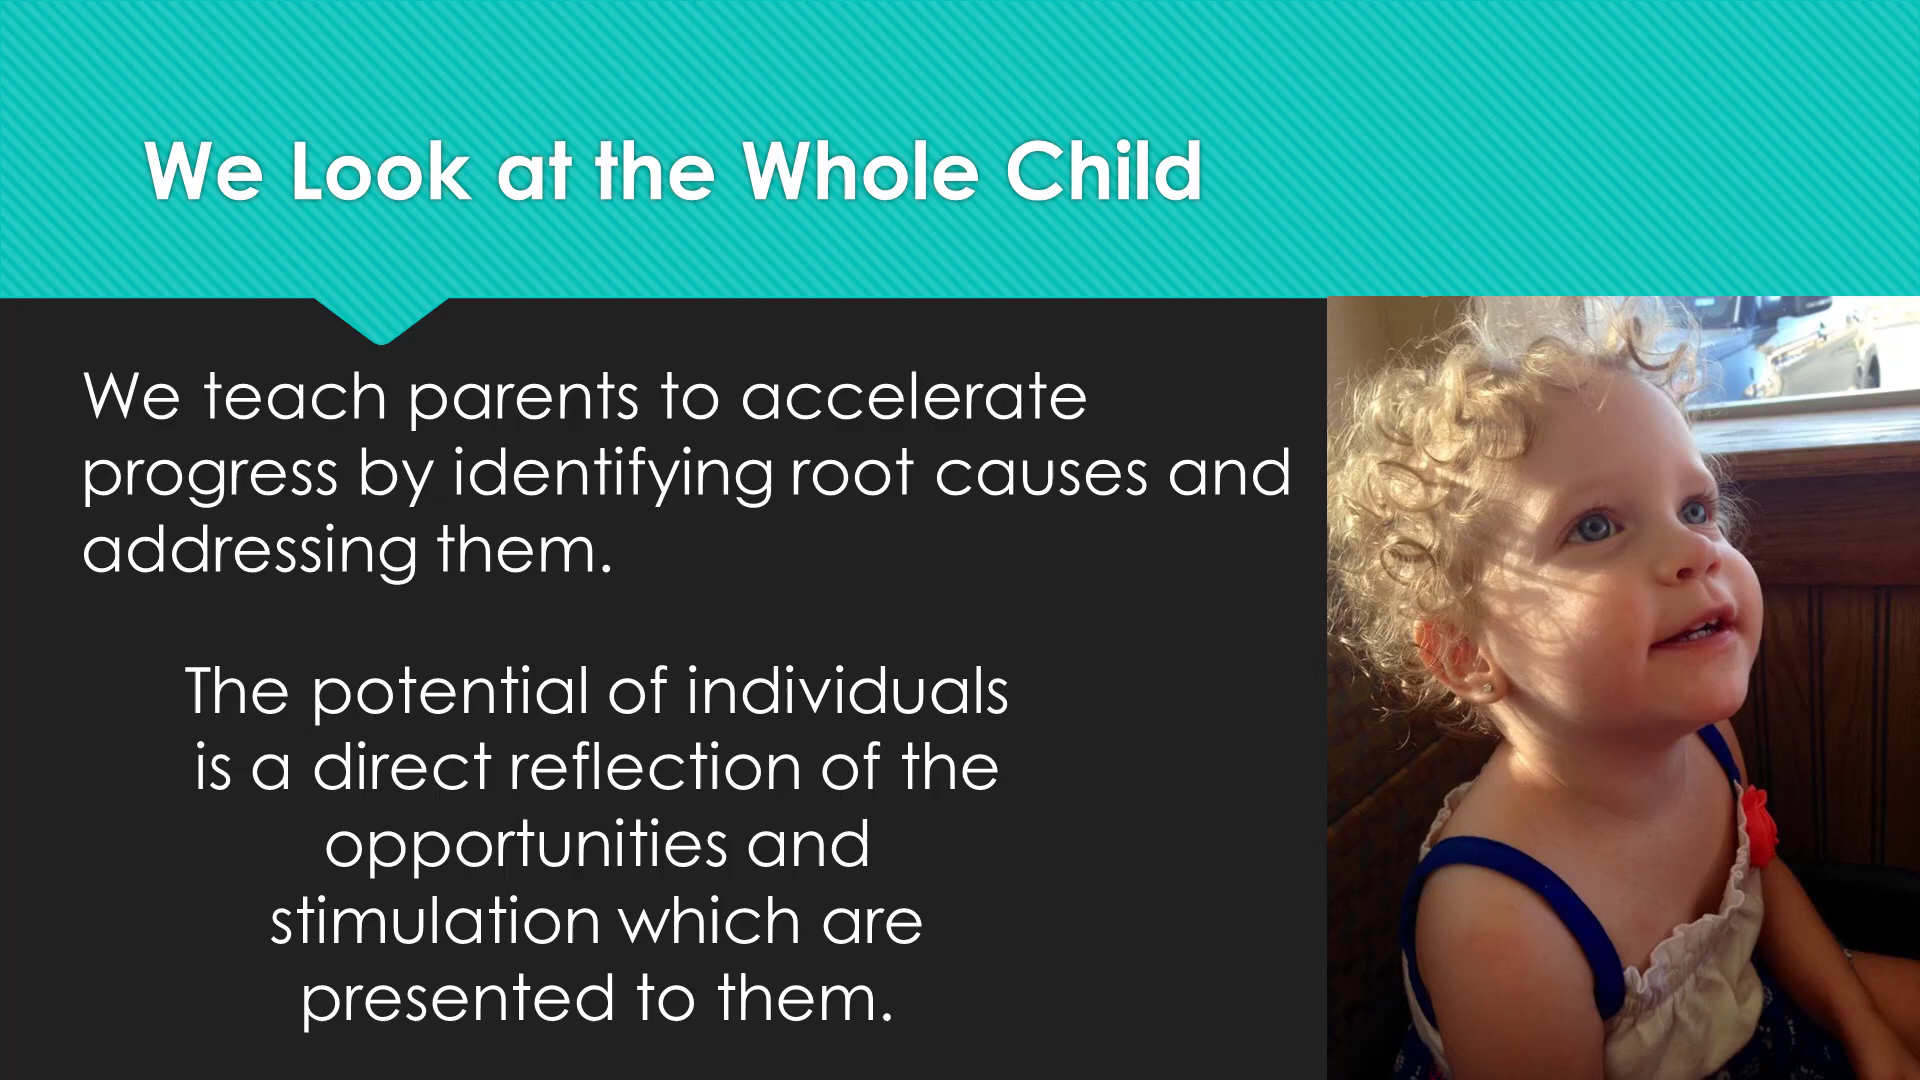 We Look at the Whole Child
We teach parents to accelerate
progress by identifying root causes and
addressing them.
The potential of individuals
is a direct reflection of the
opportunities and
stimulation which are
presented to them.